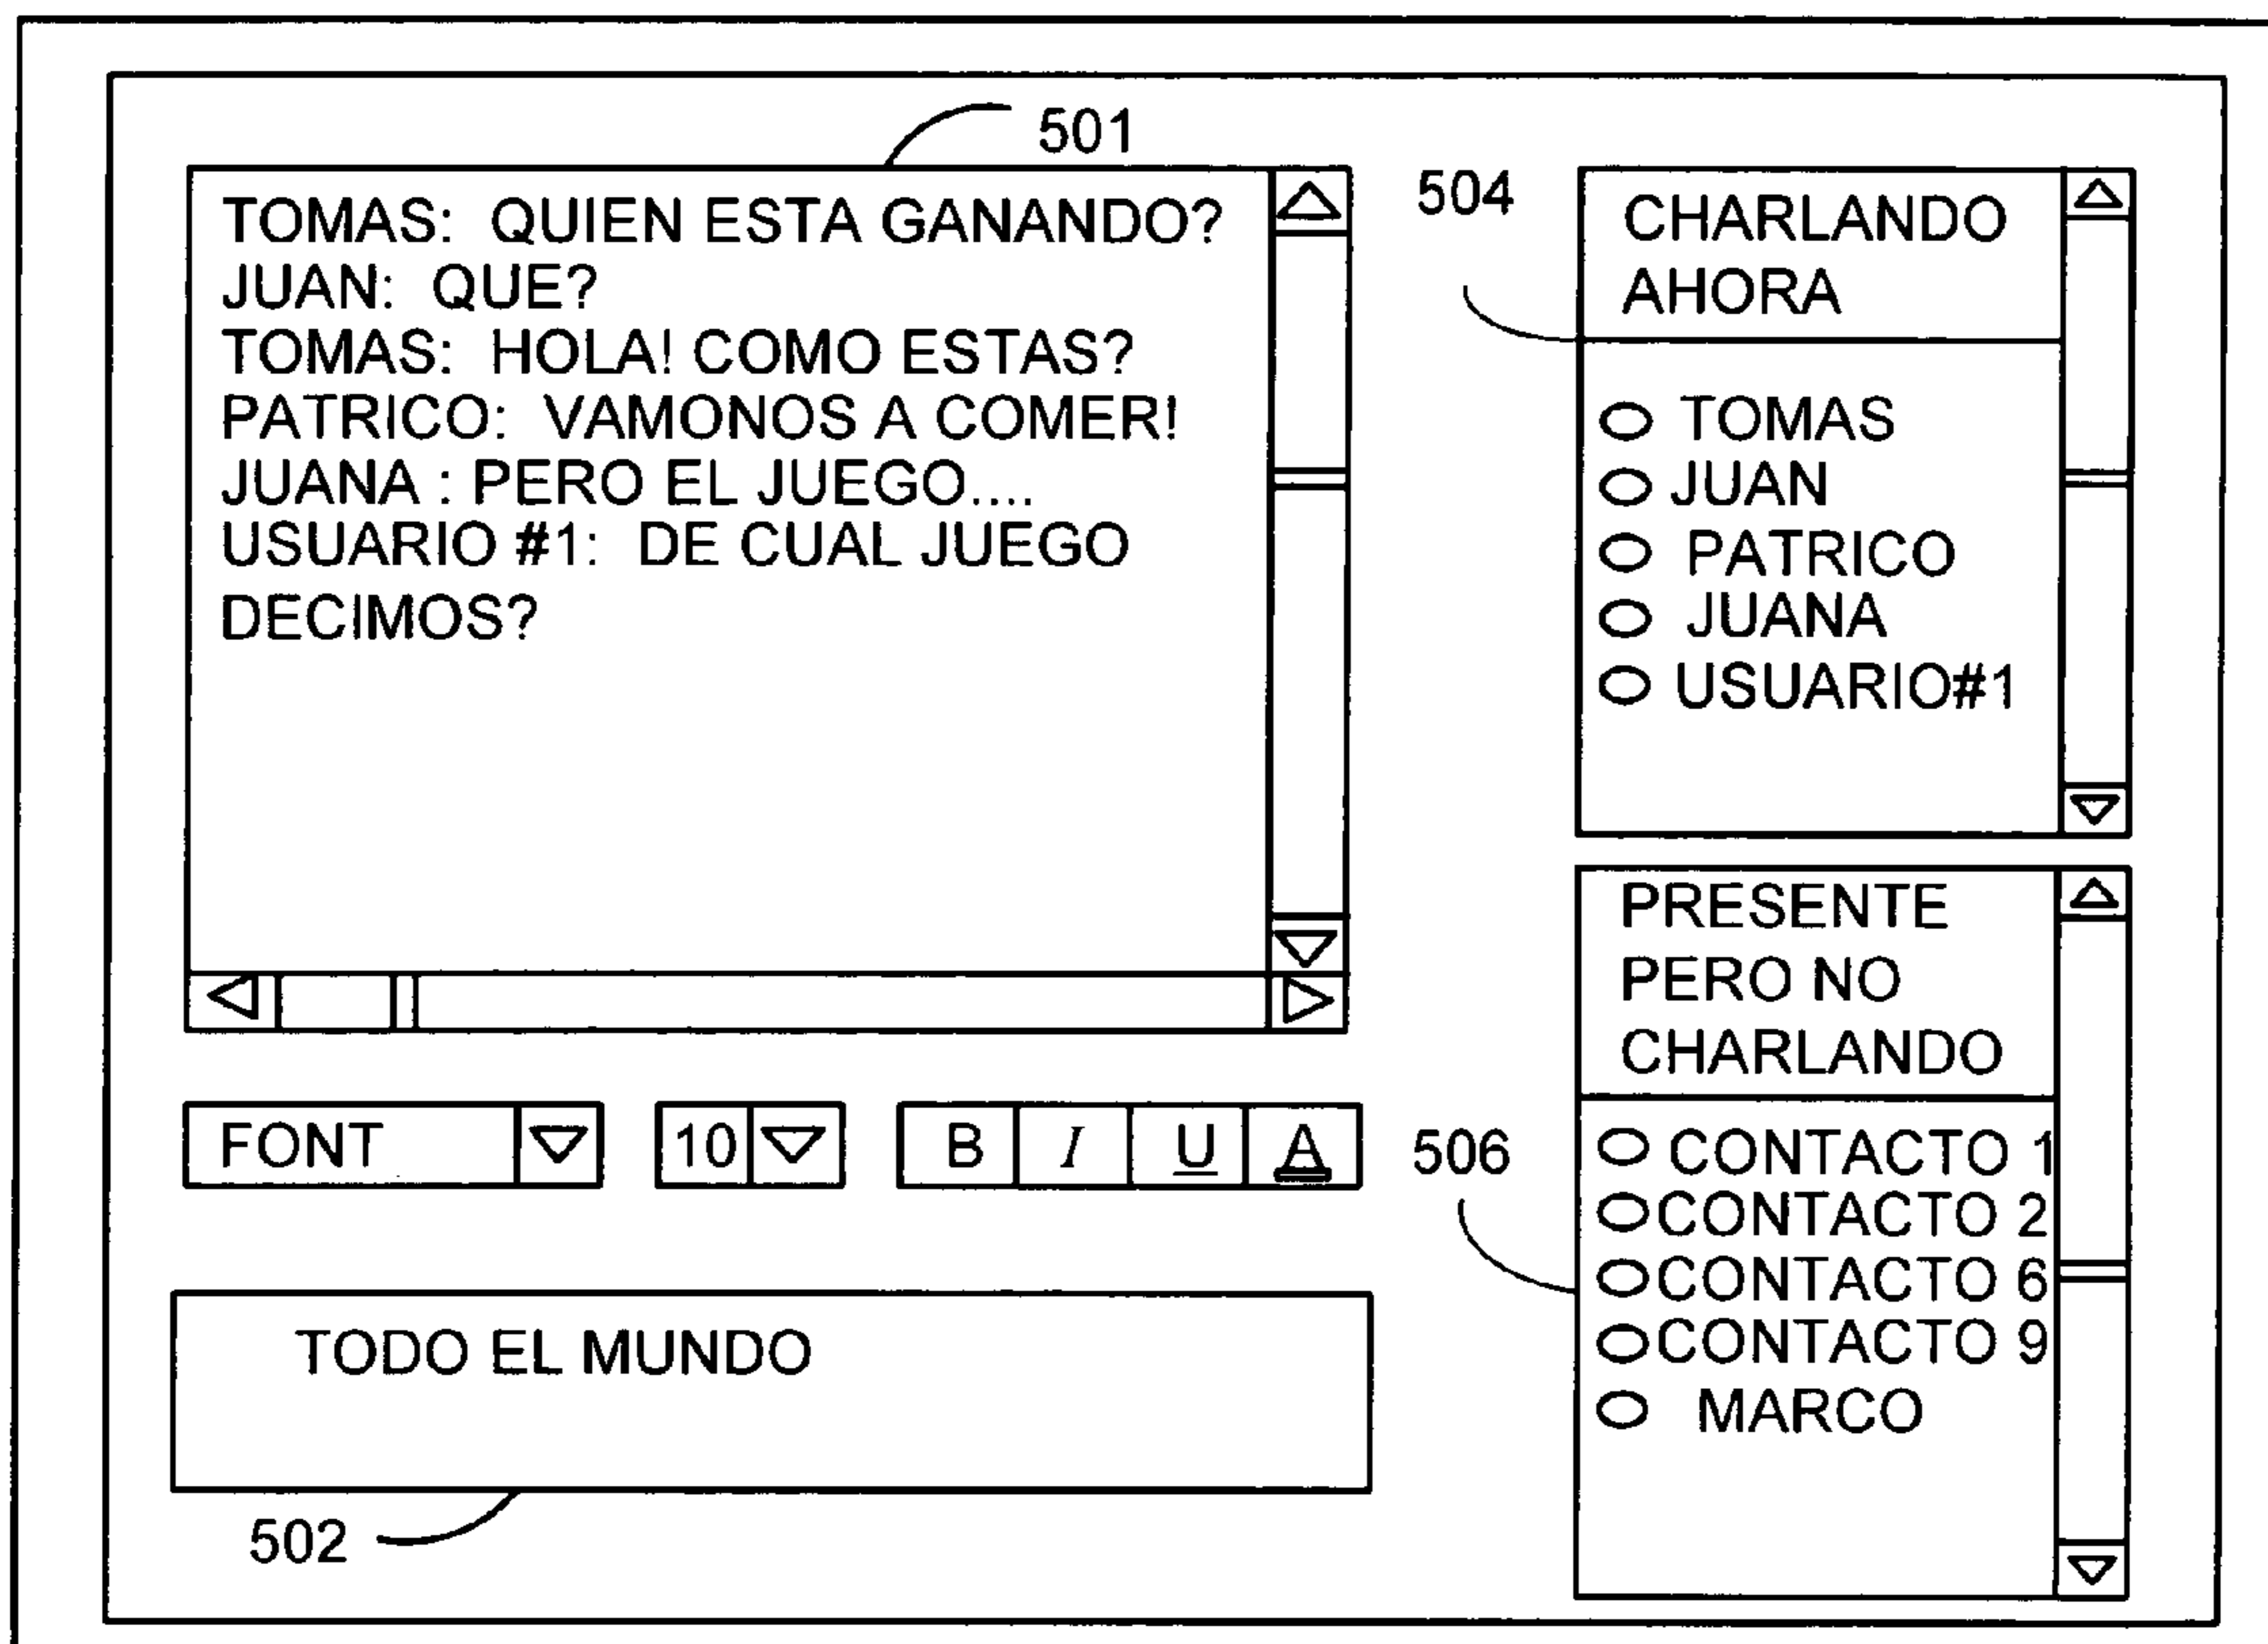 501
TOMAS: QUIEN ESTA GANANDO?
JUAN: QUE?
TOMAS: HOLA! COMO ESTAS?
PATRICO: VAMONOS A COMER!
JUANA : PERO EL JUEGO....
USUARIO #1: DE CUAL JUEGO
DECIMOS?
504
CHARLANDO
AHORA
TOMAS
JUAN
PATRICO
JUANA
USUARIO#1
FONT
10
B I U A
506
PRESENTE
PERO NO
CHARLANDO
CONTACTO 1
CONTACTO 2
CONTACTO 6
CONTACTO 9
MARCO
TODO EL MUNDO
502